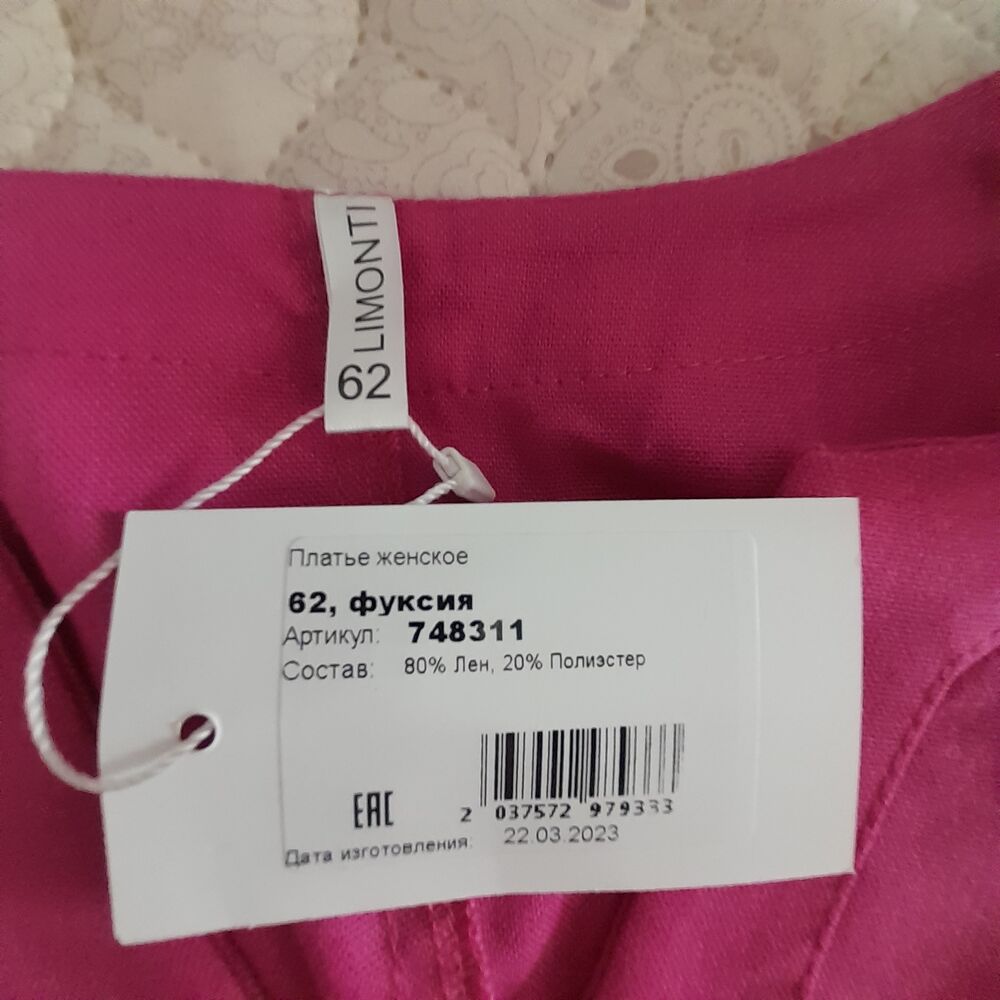 LIMONTI
62
Платье женское
62, фуксия
Артикул: 748311
Состав: 80% Лен, 20% Полиэстер
EAC
2 037572 979333
Дата изготовления: 22.03.2023